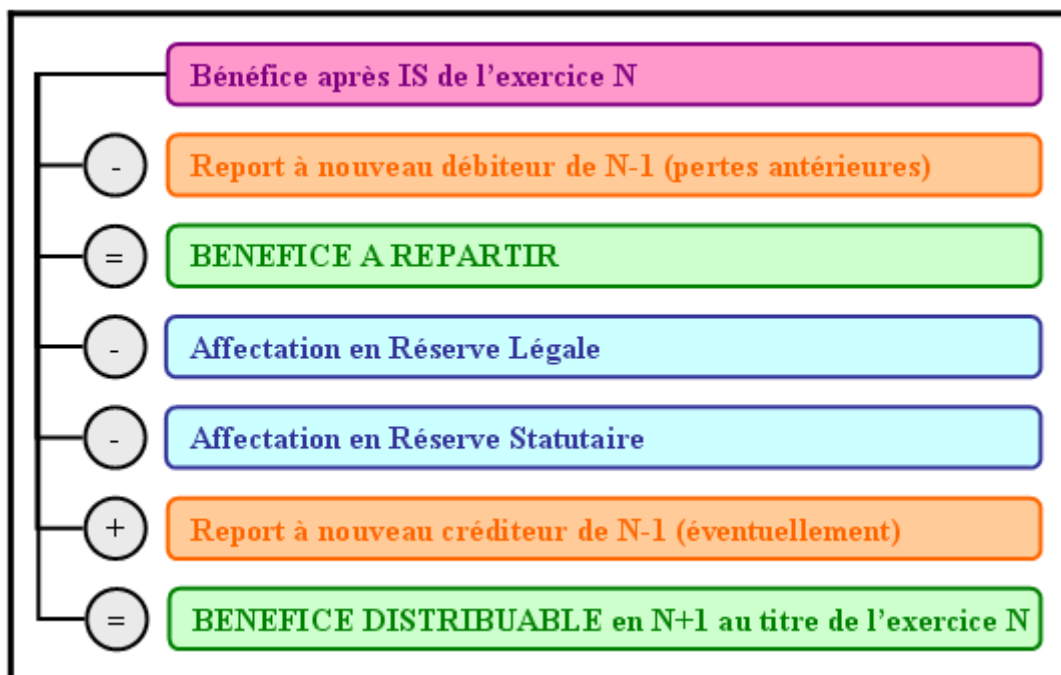 Bénéfice après IS de l'exercice N
- Report à nouveau débiteur de N-1 (pertes antérieures)
= BENEFICE A REPARTIR
- Affectation en Réserve Légale
- Affectation en Réserve Statutaire
+ Report à nouveau créditeur de N-1 (éventuellement)
= BENEFICE DISTRIBUABLE en N+1 au titre de l'exercice N